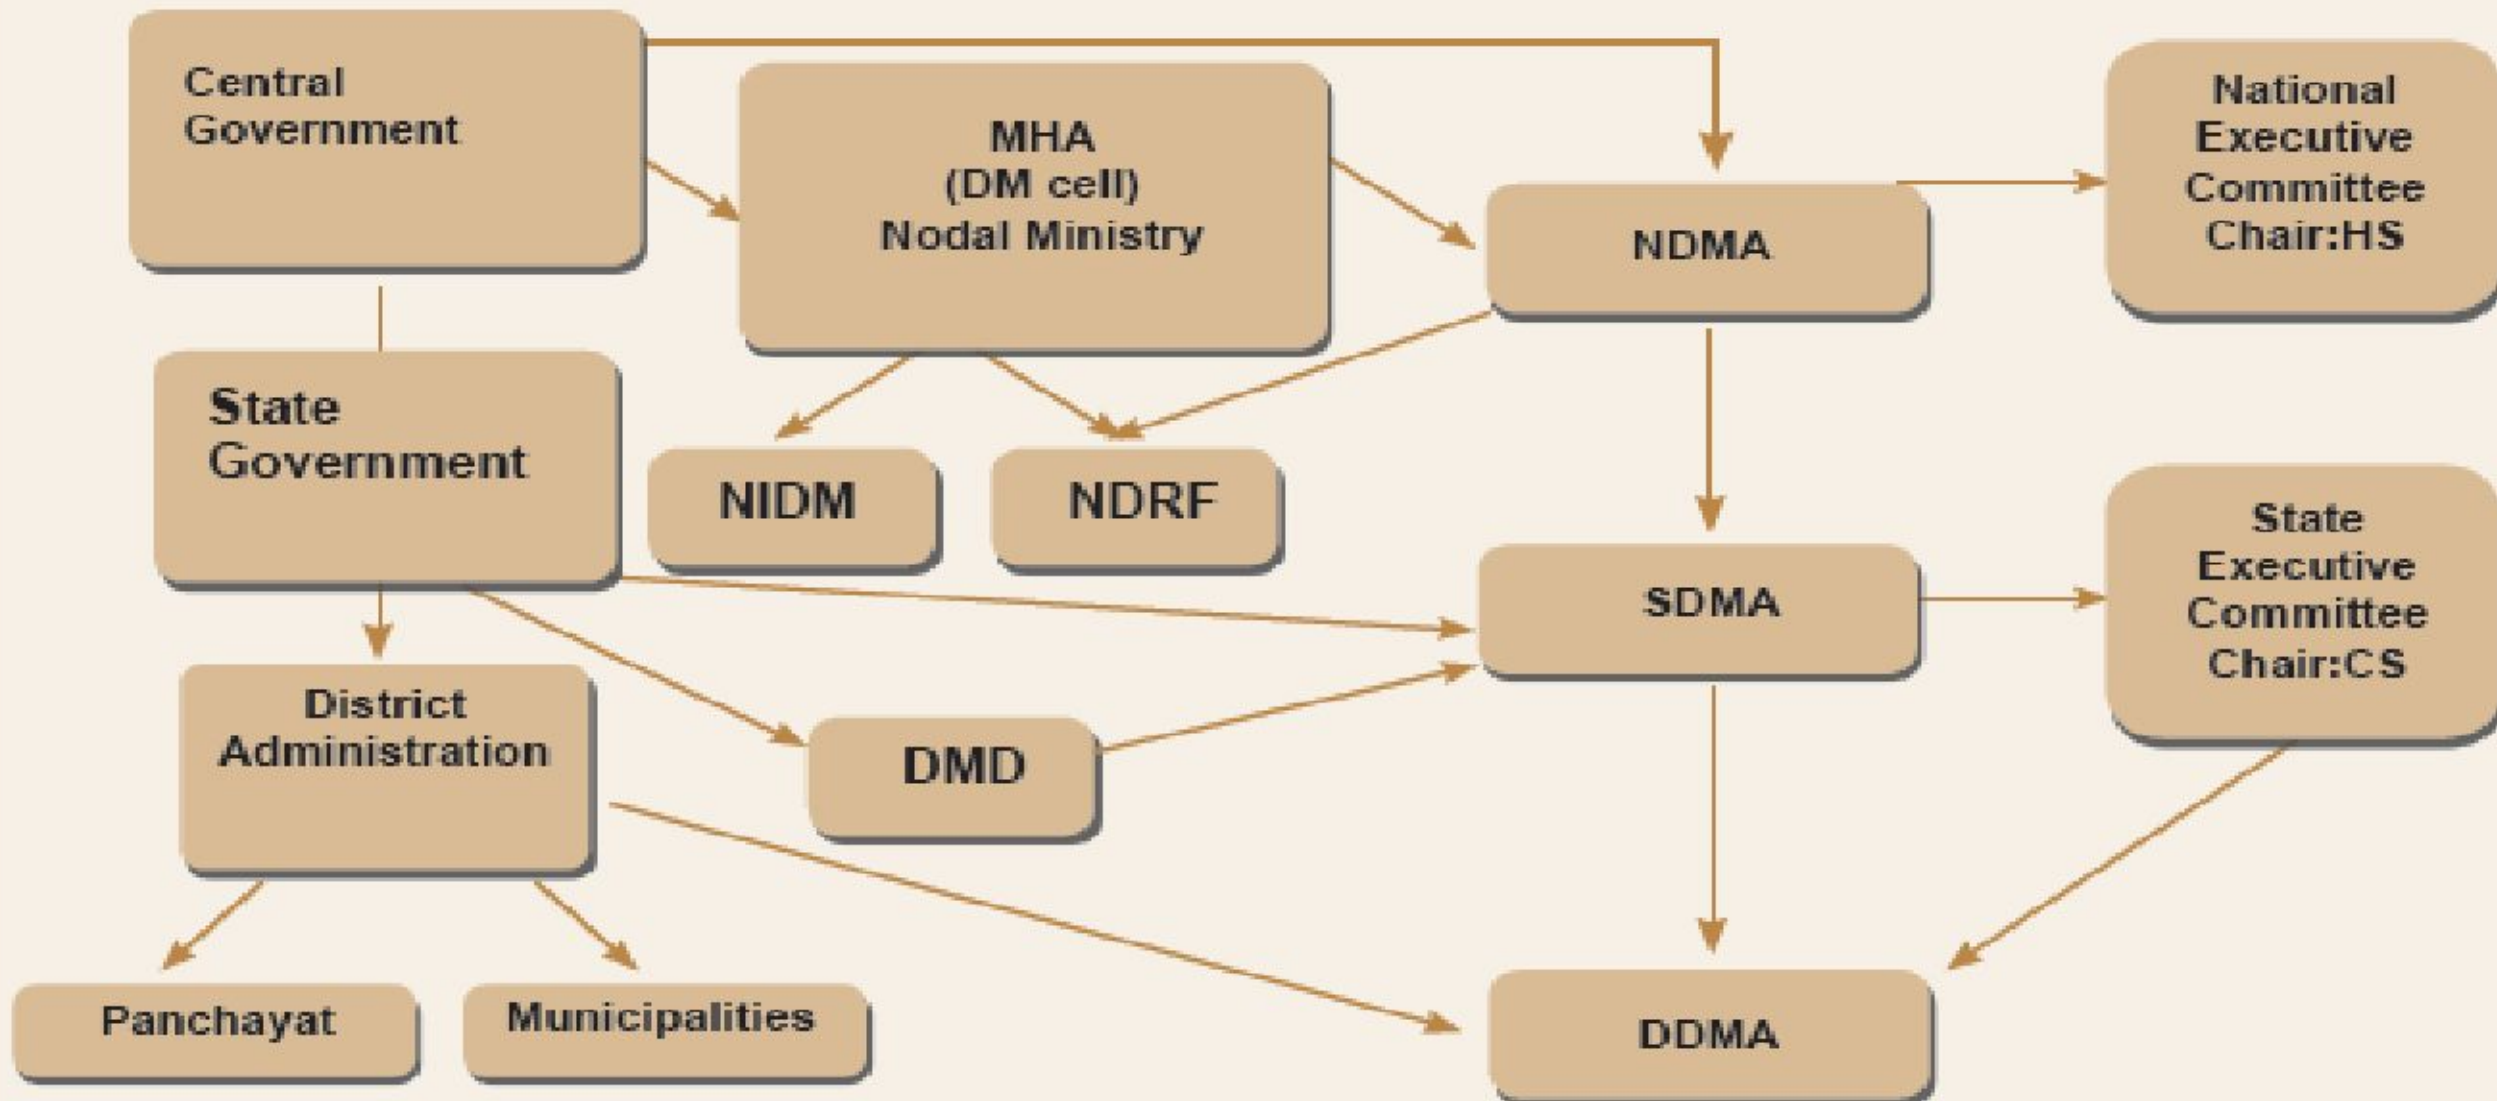 Central
Government
MHA
(DM cell)
Nodal Ministry
NDMA
National
Executive
Committee
Chair:HS
State
Government
NIDM
NDRF
SDMA
State
Executive
Committee
Chair:CS
District
Administration
DMD
Panchayat
Municipalities
DDMA